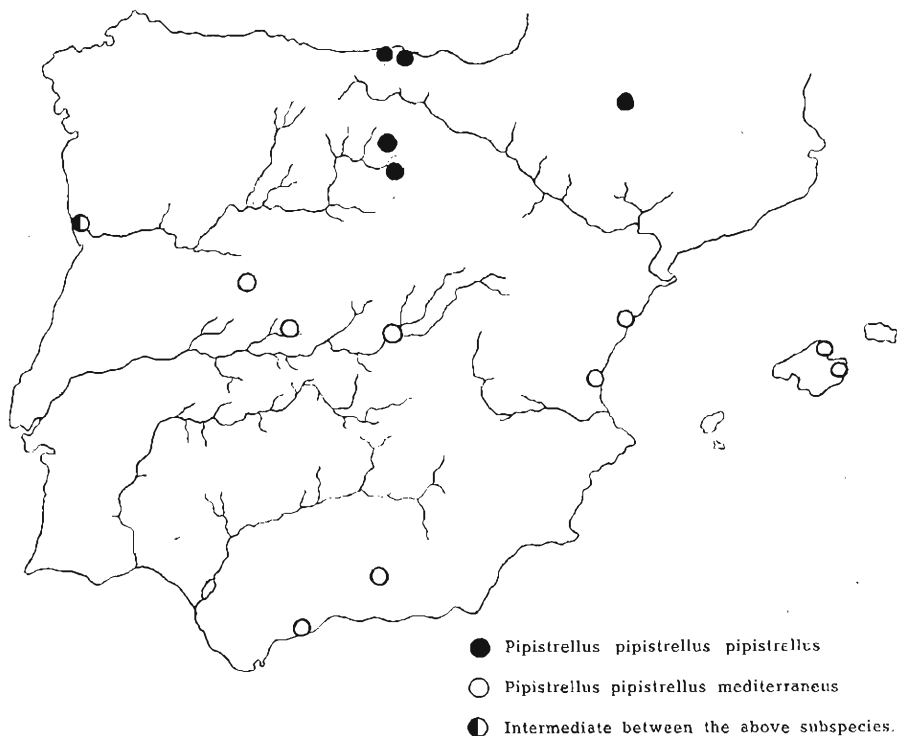 Pipistrellus pipistrellus pipistrellus
Pipistrellus pipistrellus mediterraneus
Intermediate between the above subspecies.